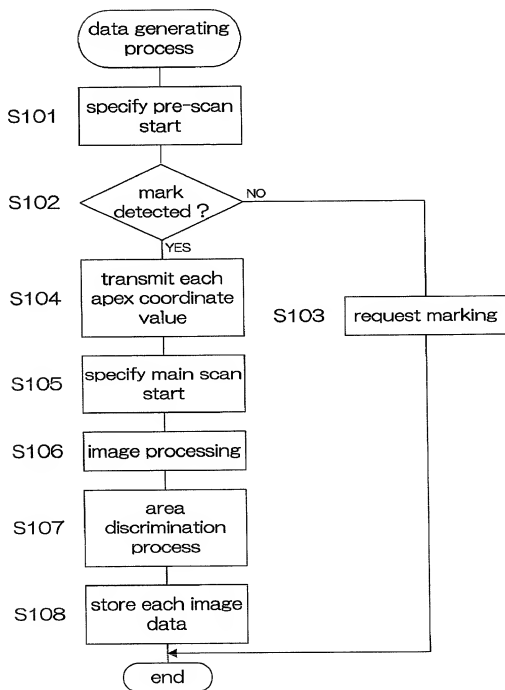 data generating
process
S101
specify pre-scan
start
S102
mark
detected ?
NO
YES
S104
transmit each
apex coordinate
value
S103
request marking
S105
specify main scan
start
S106
image processing
S107
area
discrimination
process
S108
store each image
data
end